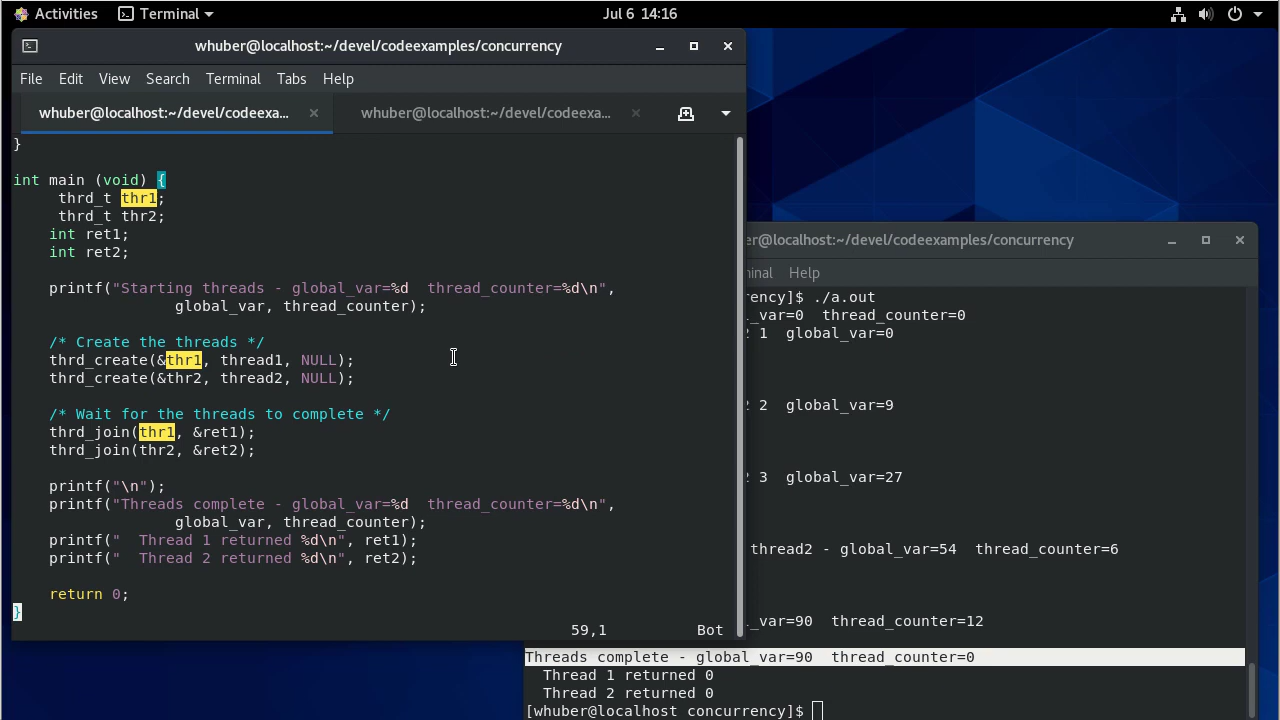 Activities Terminal Jul 6 14:16
whuber@localhost:~/devel/codeexamples/concurrency
File Edit View Search Terminal Tabs Help
whuber@localhost:~/devel/codeexa... × whuber@localhost:~/devel/codeexa... ×
}
int main (void) {
thrd_t thr1;
thrd_t thr2;
int ret1;
int ret2;
printf("Starting threads - global_var=%d  thread_counter=%d\n",
global_var, thread_counter);
/* Create the threads */
thrd_create(&thr1, thread1, NULL);
thrd_create(&thr2, thread2, NULL);
/* Wait for the threads to complete */
thrd_join(thr1, &ret1);
thrd_join(thr2, &ret2);
printf("\n");
printf("Threads complete - global_var=%d  thread_counter=%d\n",
global_var, thread_counter);
printf("  Thread 1 returned %d\n", ret1);
printf("  Thread 2 returned %d\n", ret2);
return 0;
}
59,1 Bot
ber@localhost:~/devel/codeexamples/concurrency
minal Help
rency]$ ./a.out
_var=0  thread_counter=0
2 1  global_var=0
2 2  global_var=9
2 3  global_var=27
thread2 - global_var=54  thread_counter=6
_var=90  thread_counter=12
Threads complete - global_var=90  thread_counter=0
Thread 1 returned 0
Thread 2 returned 0
[whuber@localhost concurrency]$